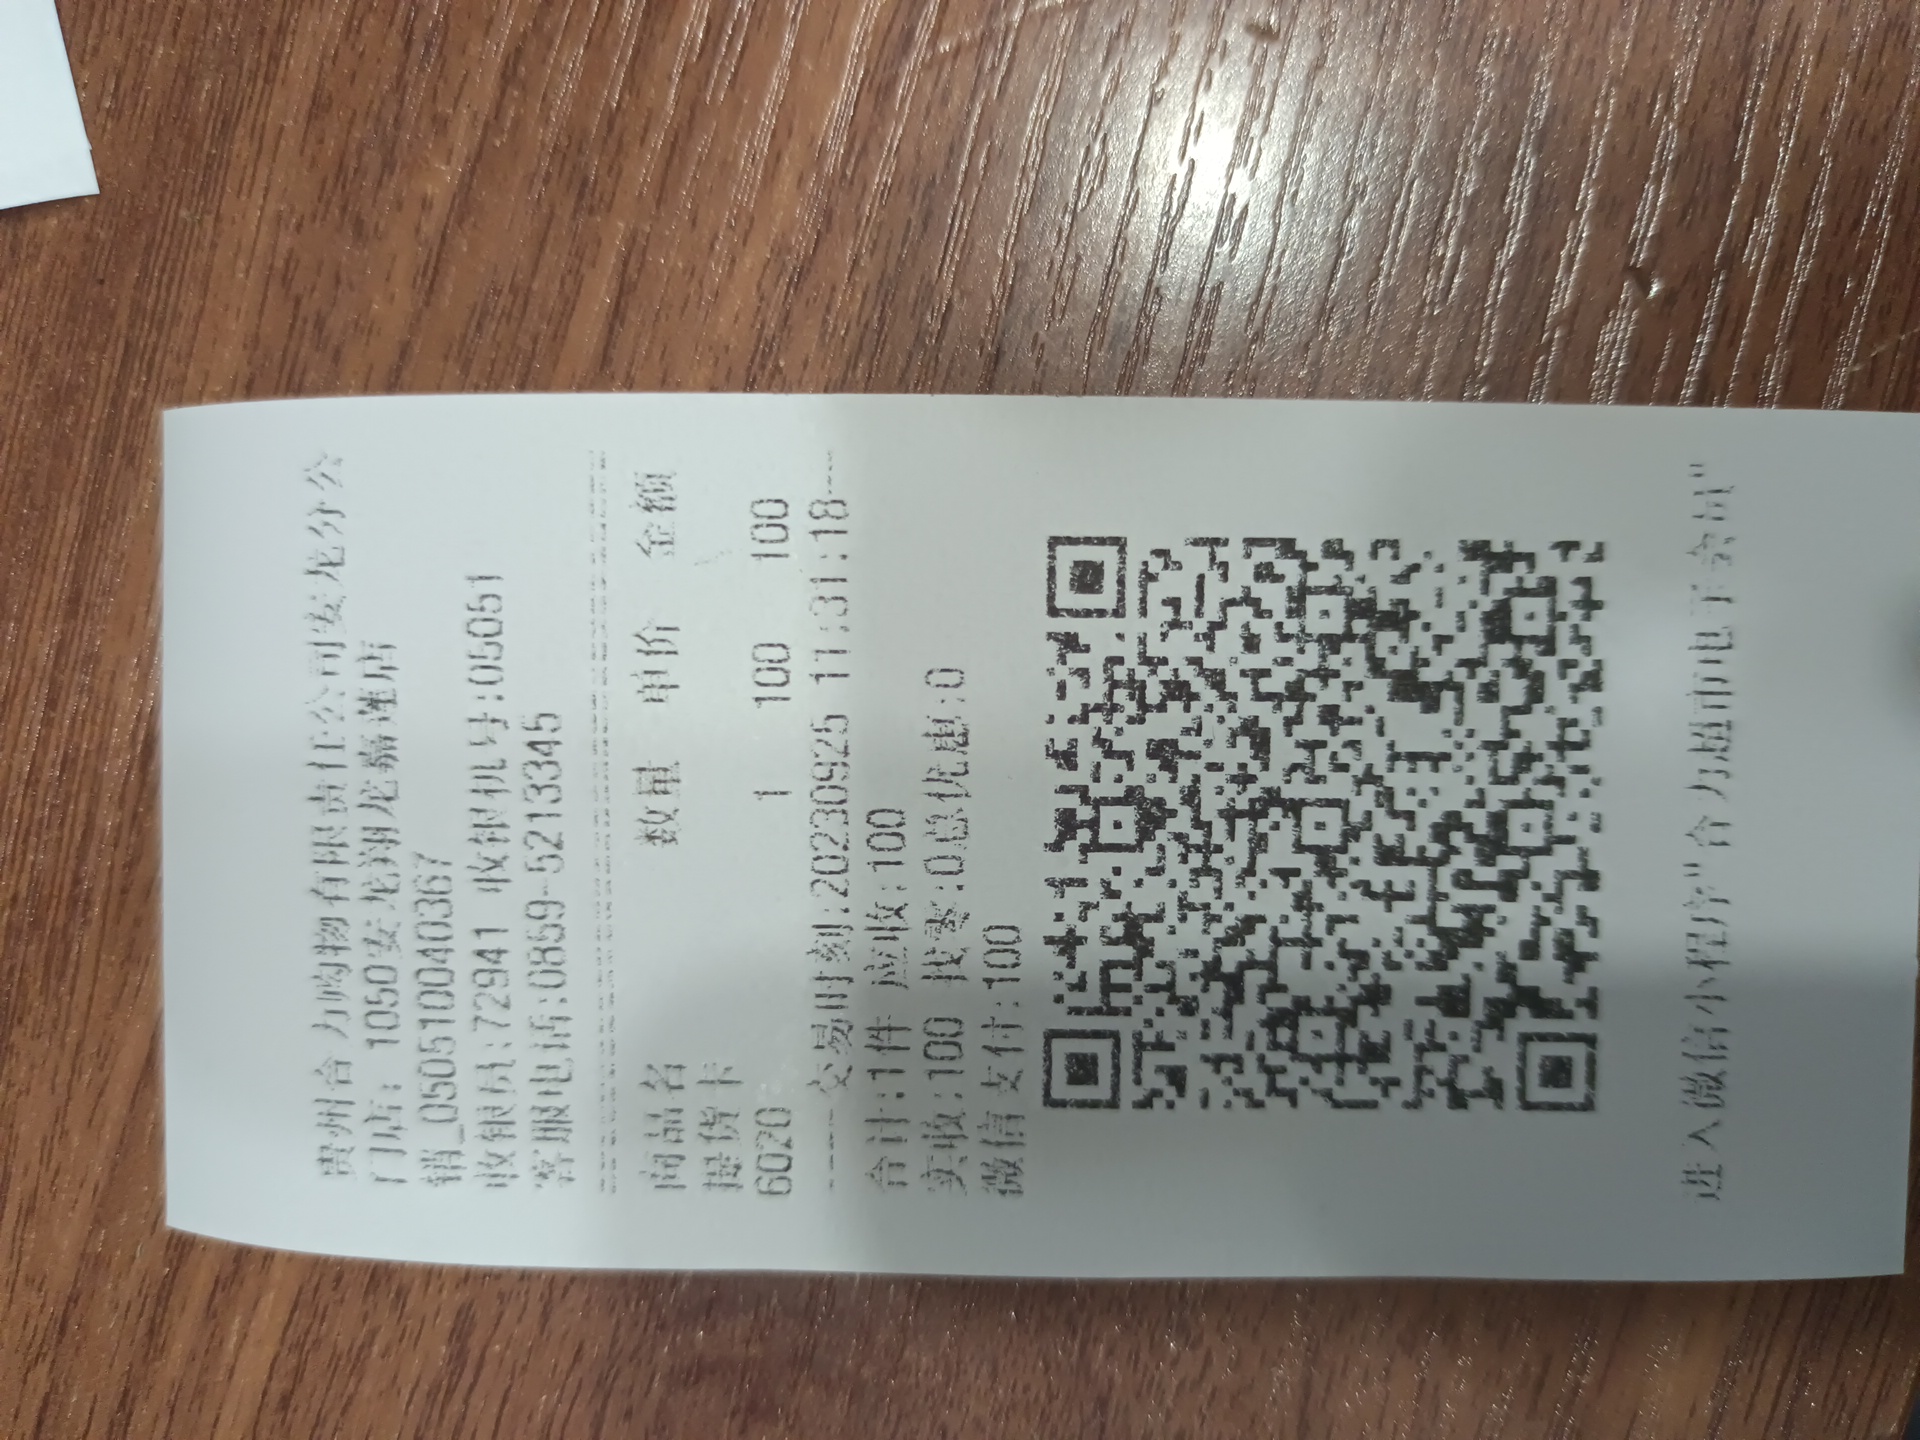 贵州合力购物有限责任公司安龙分公
门店: 1050安龙翔龙嘉莲店
销_050510040367
收银员:72941 收银机号:05051
客服电话:0859-5213345
商品名 数量 单价 金额
提货卡
6020 1 100 100
----交易时刻:20230925 11:31:18---
合计:1件 应收:100
实收:100 找零:0总优惠:0
微信支付:100
进入微信小程序"合力超市电子会员"